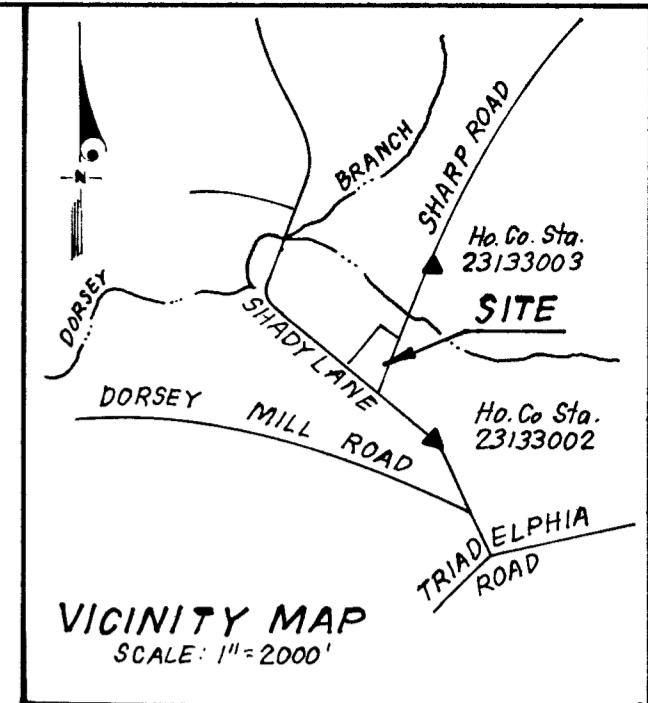 N
BRANCH
SHARP ROAD
Ho. Co. Sta.
23133003
SITE
DORSEY
SHADY LANE
DORSEY MILL ROAD
Ho. Co Sta.
23133002
TRIADELPHIA
ROAD
VICINITY MAP
SCALE: 1"=2000'